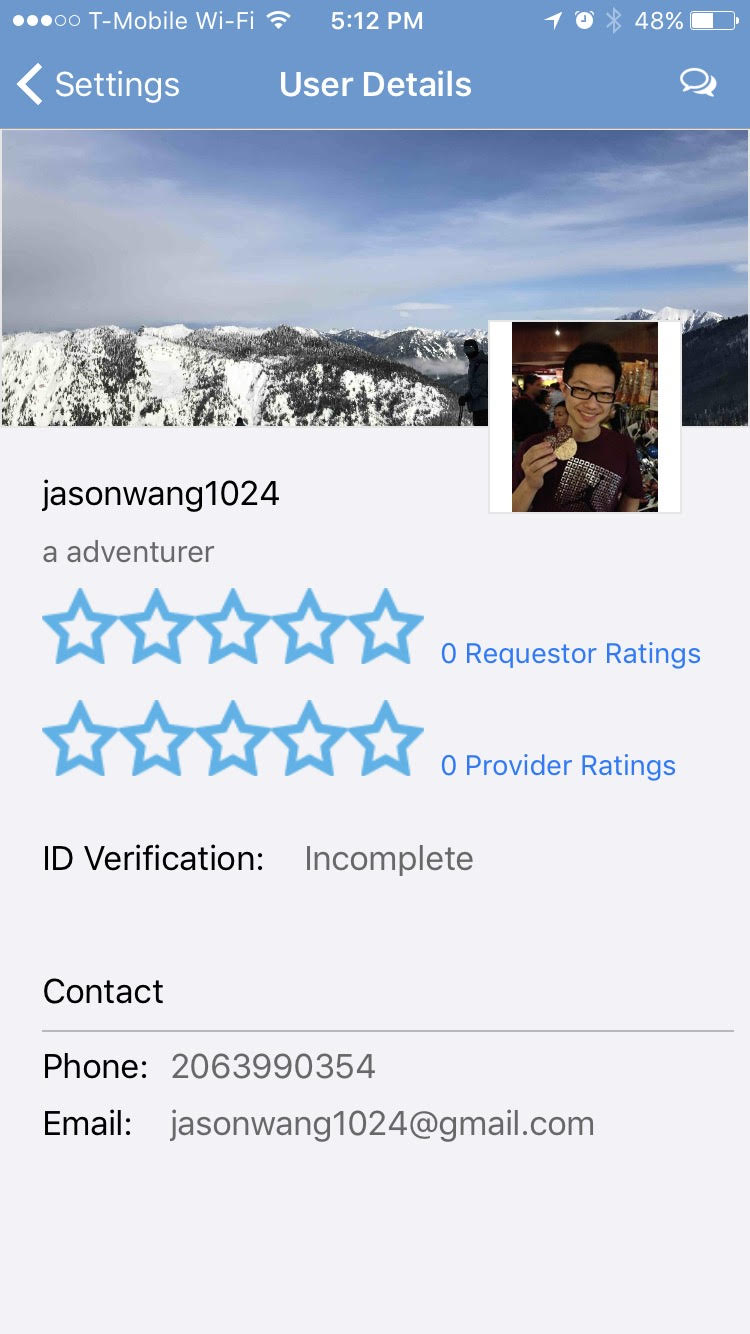 T-Mobile Wi-Fi 5:12 PM 48%
Settings User Details
jasonwang1024
a adventurer
0 Requestor Ratings
0 Provider Ratings
ID Verification: Incomplete
Contact
Phone: 2063990354
Email: jasonwang1024@gmail.com